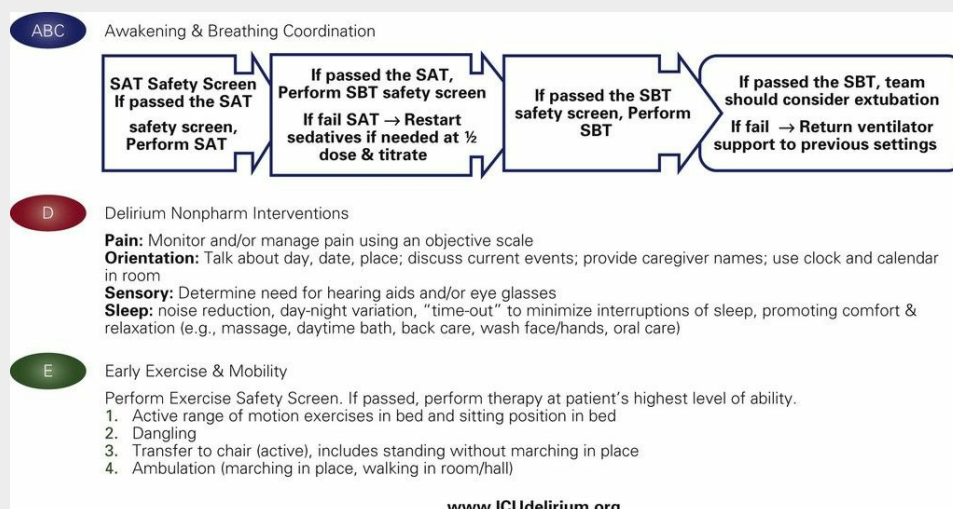 ABC
Awakening & Breathing Coordination
SAT Safety Screen
If passed the SAT
safety screen,
Perform SAT
If passed the SAT,
Perform SBT safety screen
If fail SAT → Restart
sedatives if needed at ½
dose & titrate
If passed the SBT
safety screen, Perform
SBT
If passed the SBT, team
should consider extubation
If fail → Return ventilator
support to previous settings
D
Delirium Nonpharm Interventions
Pain: Monitor and/or manage pain using an objective scale
Orientation: Talk about day, date, place; discuss current events; provide caregiver names; use clock and calendar
in room
Sensory: Determine need for hearing aids and/or eye glasses
Sleep: noise reduction, day-night variation, “time-out” to minimize interruptions of sleep, promoting comfort &
relaxation (e.g., massage, daytime bath, back care, wash face/hands, oral care)
E
Early Exercise & Mobility
Perform Exercise Safety Screen. If passed, perform therapy at patient’s highest level of ability.
1. Active range of motion exercises in bed and sitting position in bed
2. Dangling
3. Transfer to chair (active), includes standing without marching in place
4. Ambulation (marching in place, walking in room/hall)
www.ICUdelirium.org